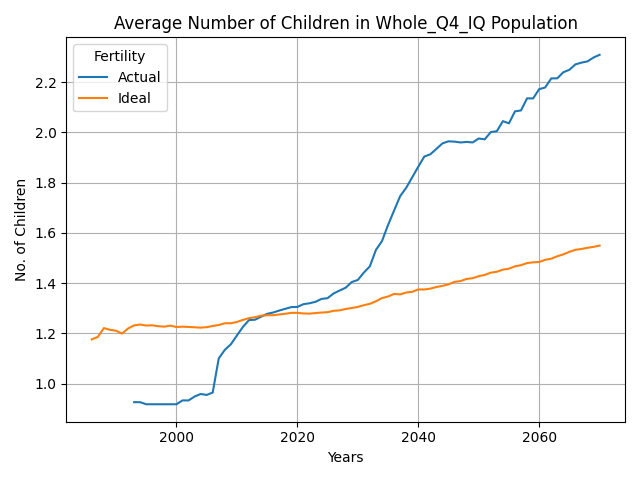 Average Number of Children in Whole_Q4_IQ Population
Fertility
Actual
Ideal
2.2
2.0
1.8
1.6
1.4
1.2
1.0
No. of Children
2000
2020
2040
2060
Years